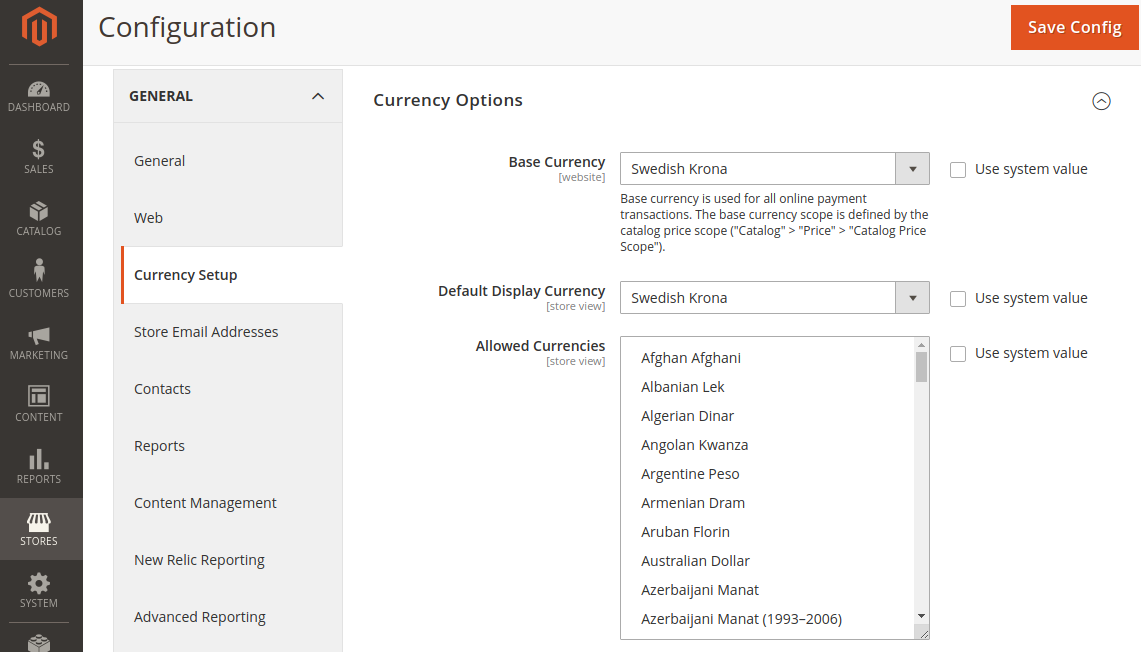 Configuration
Save Config
DASHBOARD
SALES
CATALOG
CUSTOMERS
MARKETING
CONTENT
REPORTS
STORES
SYSTEM
GENERAL
General
Web
Currency Setup
Store Email Addresses
Contacts
Reports
Content Management
New Relic Reporting
Advanced Reporting
Currency Options
Base Currency
[website]
Swedish Krona
Use system value
Base currency is used for all online payment
transactions. The base currency scope is defined by the
catalog price scope ("Catalog" > "Price" > "Catalog Price
Scope").
Default Display Currency
[store view]
Swedish Krona
Use system value
Allowed Currencies
[store view]
Afghan Afghani
Albanian Lek
Algerian Dinar
Angolan Kwanza
Argentine Peso
Armenian Dram
Aruban Florin
Australian Dollar
Azerbaijani Manat
Azerbaijani Manat (1993–2006)
Use system value